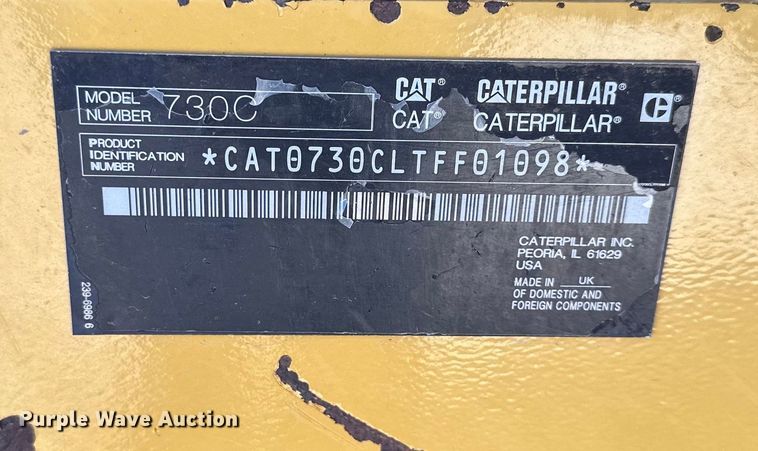 MODEL NUMBER 730C
CAT® CATERPILLAR®
CAT® CATERPILLAR®
PRODUCT IDENTIFICATION NUMBER *CAT0730CLTFF01098*
CATERPILLAR INC.
PEORIA, IL 61629
USA
MADE IN UK
OF DOMESTIC AND
FOREIGN COMPONENTS
239-6986 6
Purple Wave Auction